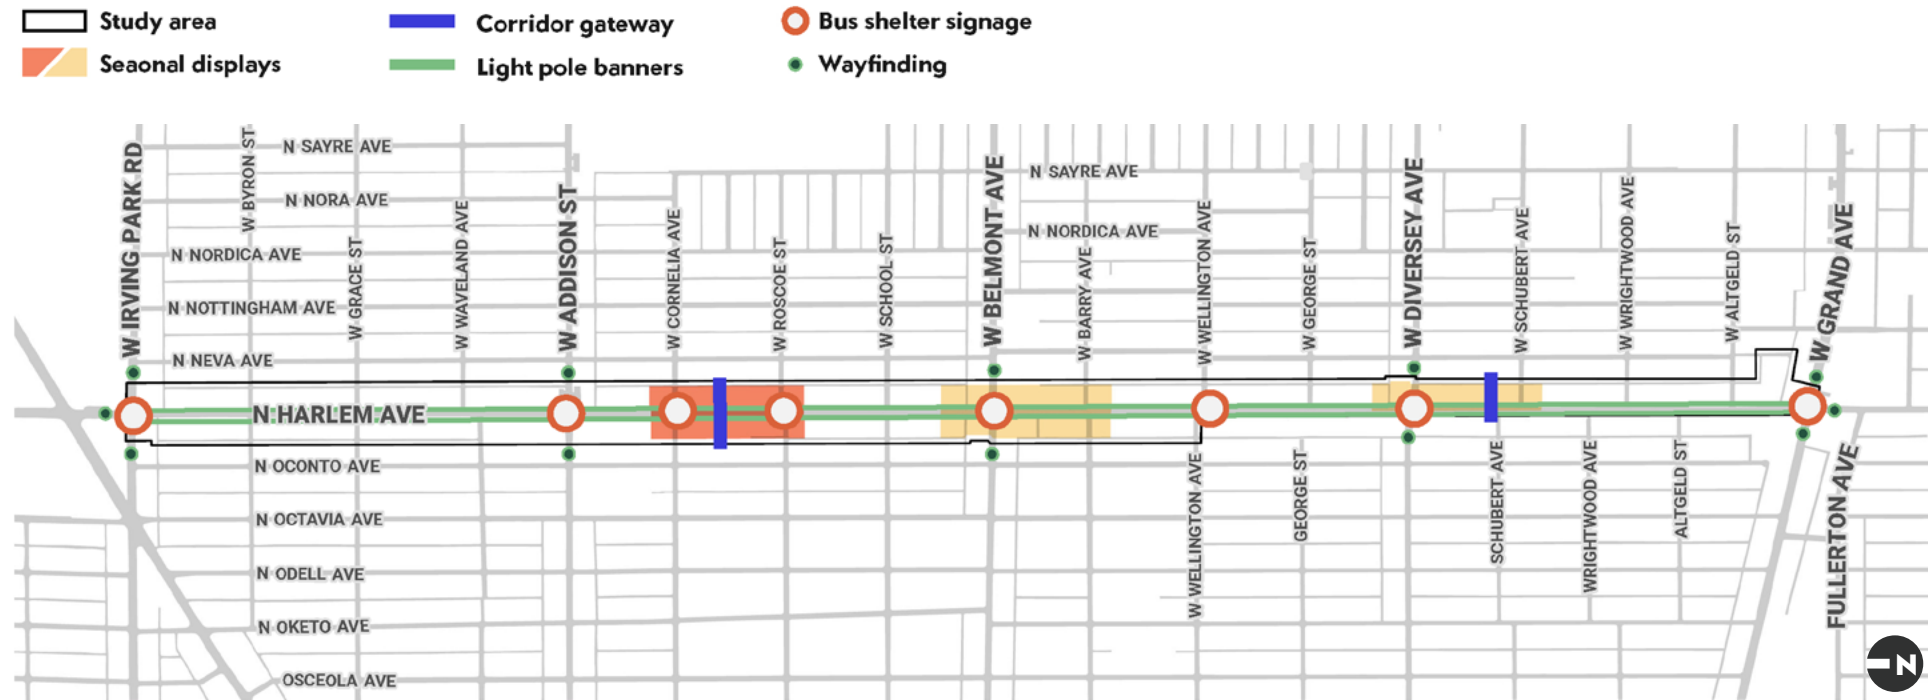 Study area
Corridor gateway
Bus shelter signage
Seaonal displays
Light pole banners
Wayfinding
W IRVING PARK RD
W BYRON ST
N SAYRE AVE
N NORA AVE
N NORDICA AVE
N NOTTINGHAM AVE
N NEVA AVE
W GRACE ST
W WAVELAND AVE
W ADDISON ST
W CORNELIA AVE
W ROSCOE ST
W SCHOOL ST
W BELMONT AVE
N SAYRE AVE
N NORDICA AVE
W BARRY AVE
W WELLINGTON AVE
W GEORGE ST
W DIVERSEY AVE
W SCHUBERT AVE
W WRIGHTWOOD AVE
W ALTGELD ST
W GRAND AVE
N HARLEM AVE
N OCONTO AVE
N OCTAVIA AVE
N ODELL AVE
N OKETO AVE
OSCEOLA AVE
W WELLINGTON AVE
GEORGE ST
SCHUBERT AVE
WRIGHTWOOD AVE
ALTGELD ST
FULLERTON AVE
N